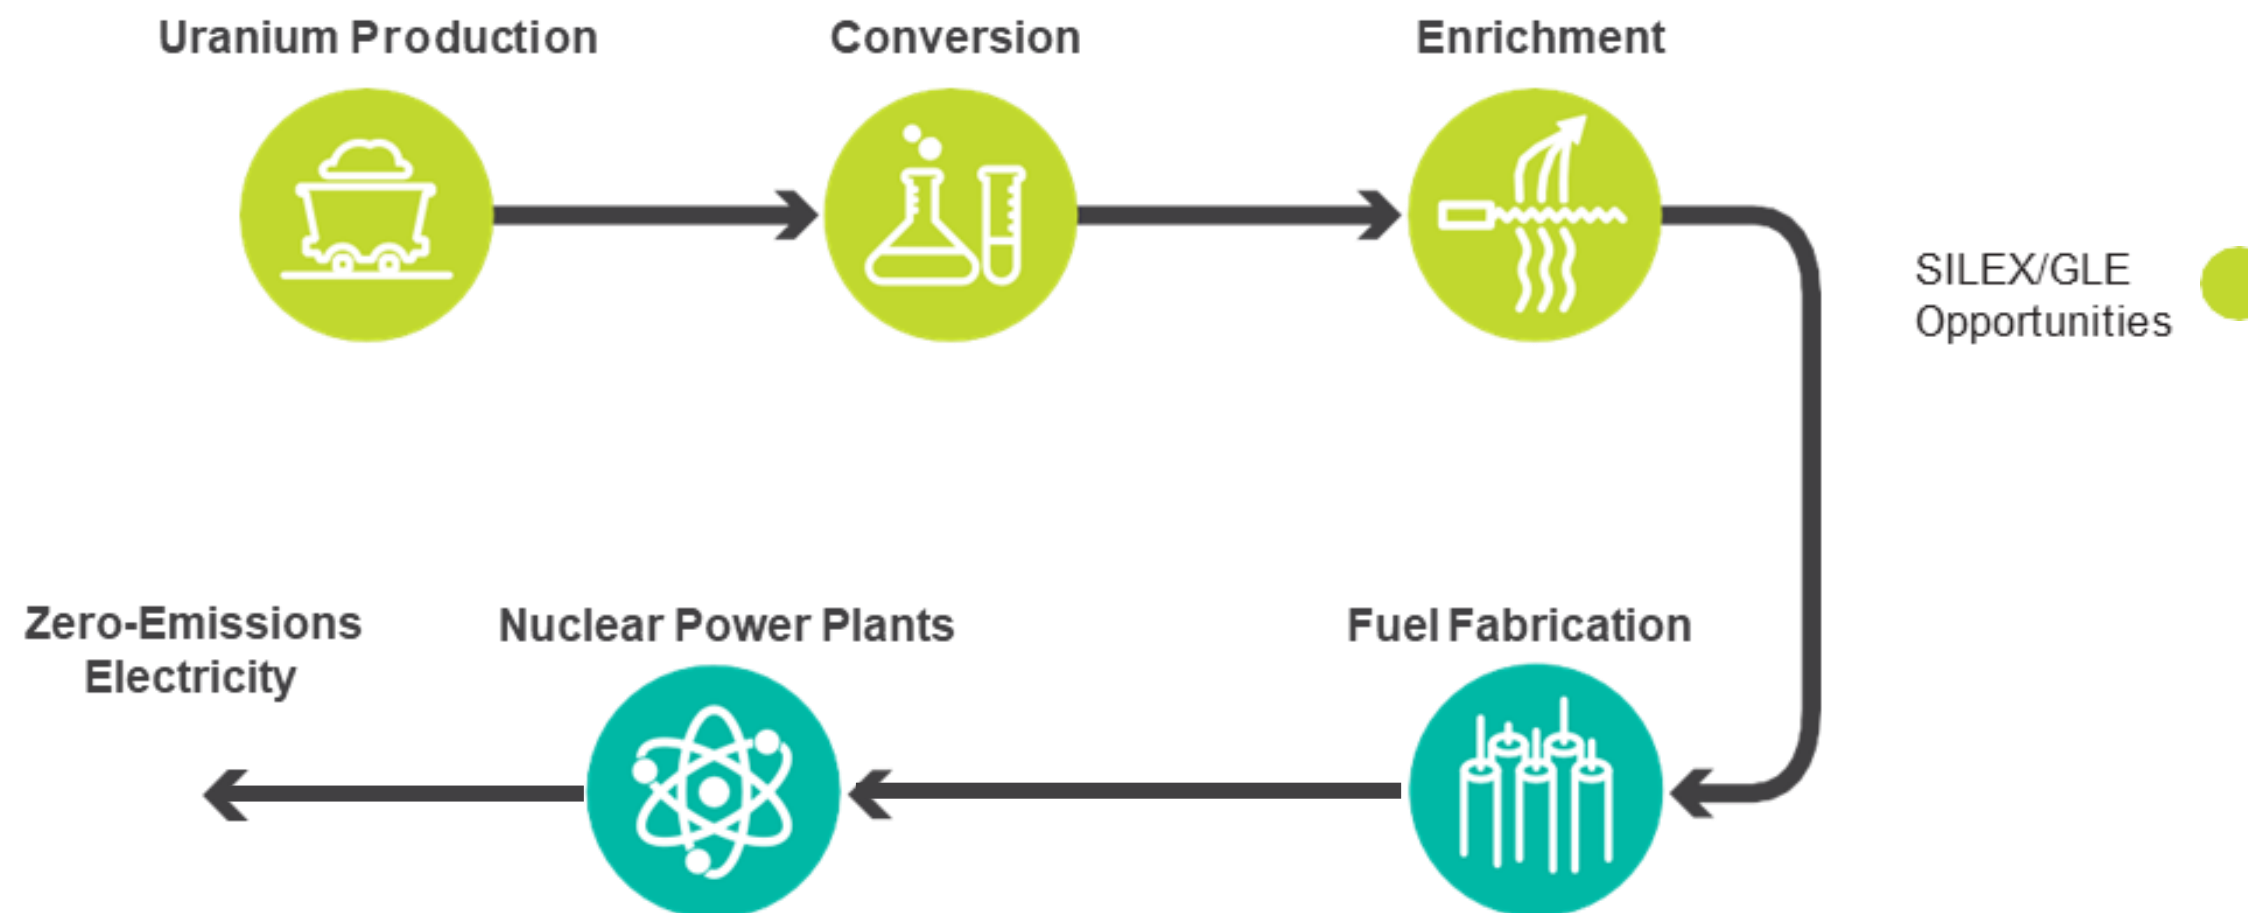 Uranium Production
Conversion
Enrichment
SILEX/GLE
Opportunities
Zero-Emissions
Electricity
Nuclear Power Plants
Fuel Fabrication